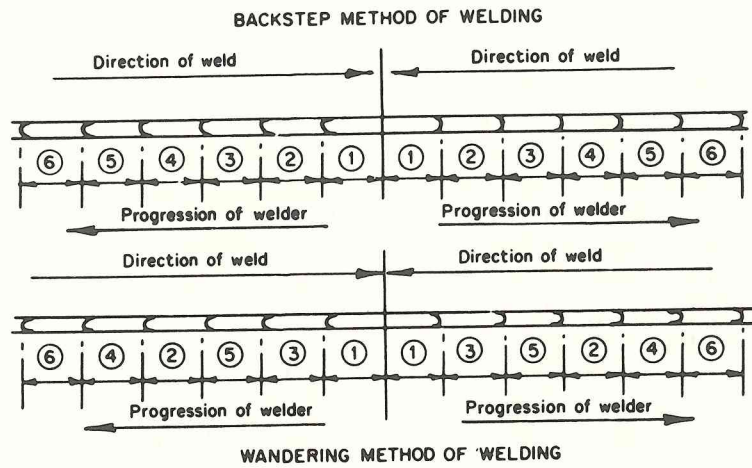 BACKSTEP METHOD OF WELDING
Direction of weld Direction of weld
6 5 4 3 2 1 1 2 3 4 5 6
Progression of welder Progression of welder
Direction of weld Direction of weld
6 4 2 5 3 1 1 3 5 2 4 6
Progression of welder Progression of welder
WANDERING METHOD OF WELDING